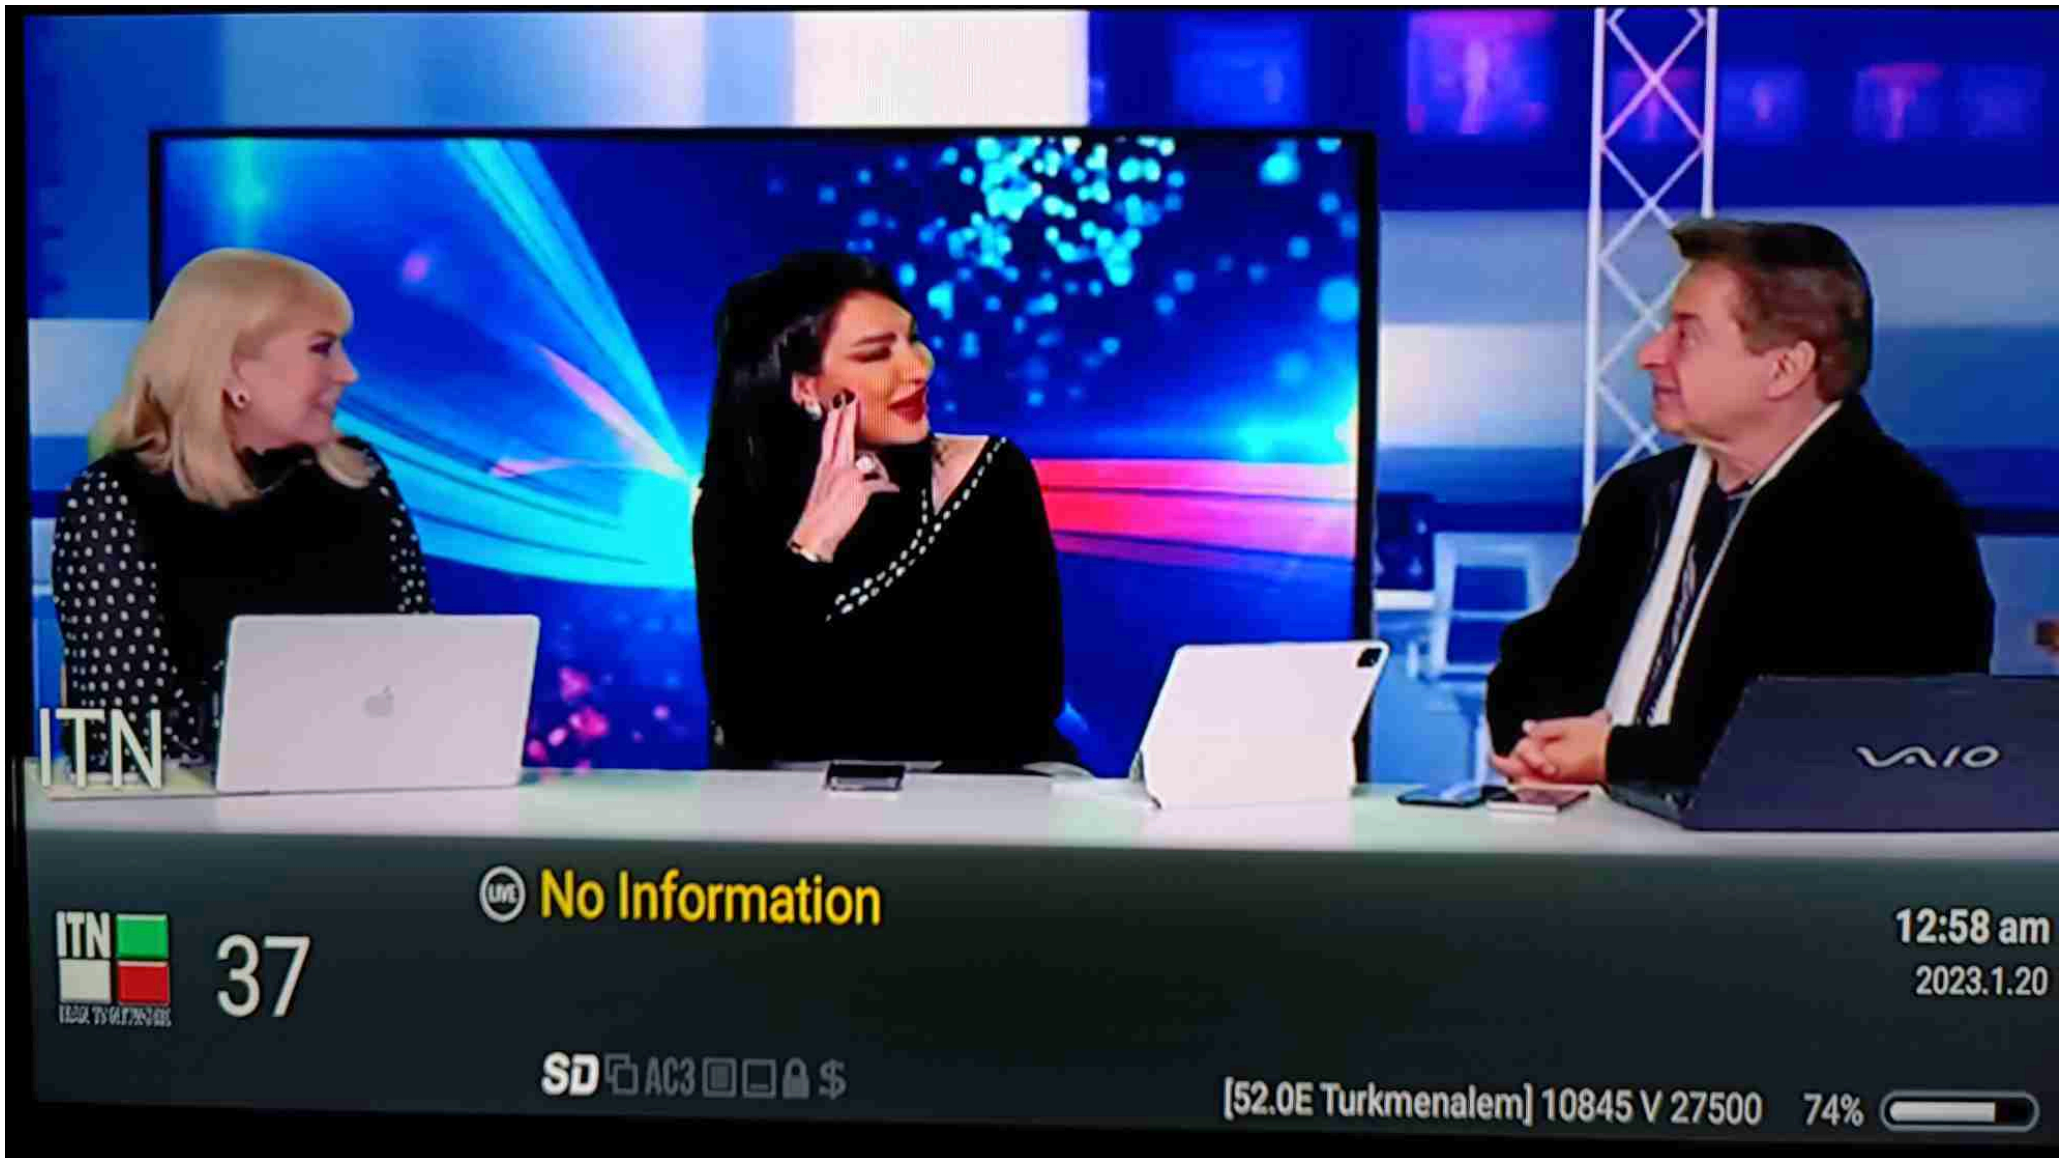 VAIO
ITN
LIVE No Information
ITN
37
12:58 am
2023.1.20
SD AC3 $
[52.0E Turkmenalem] 10845 V 27500 74%